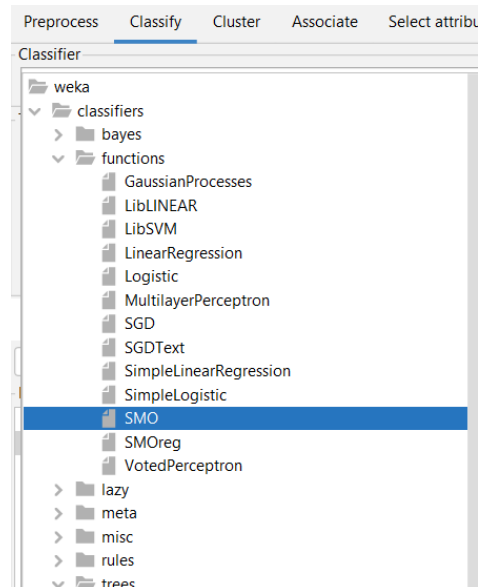 Preprocess Classify Cluster Associate Select attribu
Classifier
weka
classifiers
bayes
functions
GaussianProcesses
LibLINEAR
LibSVM
LinearRegression
Logistic
MultilayerPerceptron
SGD
SGDText
SimpleLinearRegression
SimpleLogistic
SMO
SMOreg
VotedPerceptron
lazy
meta
misc
rules
trees